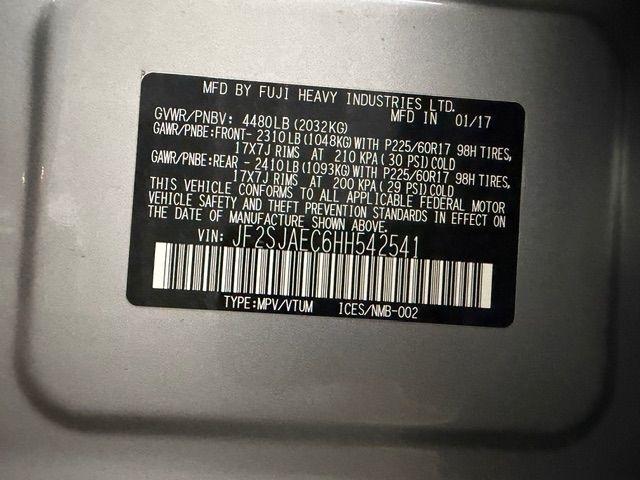 MFD BY FUJI HEAVY INDUSTRIES LTD.
MFD IN 01/17
GVWR/PNBV: 4480LB(2032KG)
GAWR/PNBE:FRONT- 2310LB(1048KG)WITH P225/60R17 98H TIRES,
17X7J RIMS AT 210 KPA(30 PSI)COLD
GAWR/PNBE:REAR - 2410LB(1093KG)WITH P225/60R17 98H TIRES,
17X7J RIMS AT 200 KPA(29 PSI)COLD
THIS VEHICLE CONFORMS TO ALL APPLICABLE FEDERAL MOTOR
VEHICLE SAFETY AND THEFT PREVENTION STANDARDS IN EFFECT ON
THE DATE OF MANUFACTURE SHOWN ABOVE.
VIN: JF2SJAEC6HH542541
TYPE:MPV/VTUM ICES/NMB-002